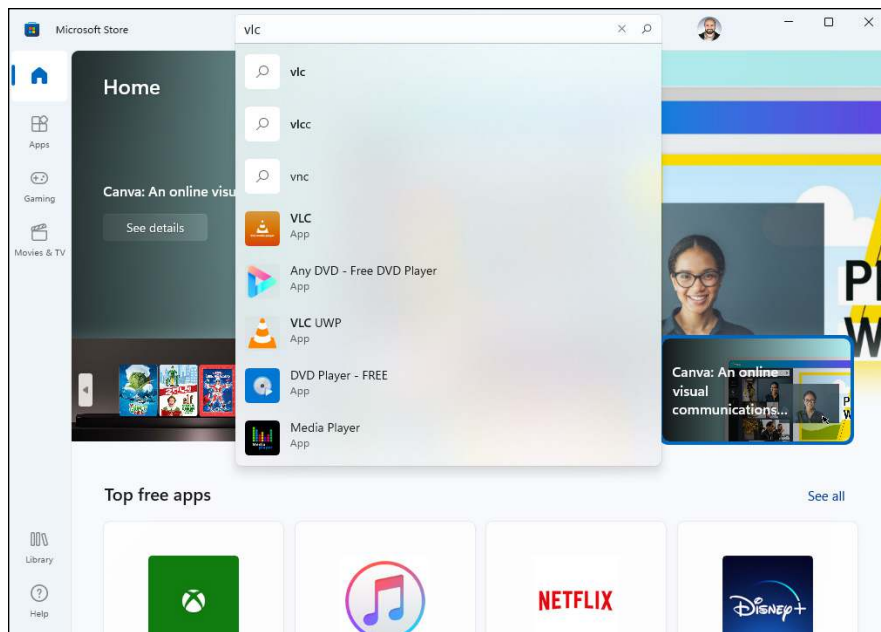 Microsoft Store
vlc
Home
Apps
Gaming
Movies & TV
Canva: An online visu
See details
vlc
vlcc
vnc
VLC
App
Any DVD - Free DVD Player
App
VLC UWP
App
DVD Player - FREE
App
Media Player
App
Canva: An online
visual
communications...
Top free apps
See all
NETFLIX
Disney+
Library
Help